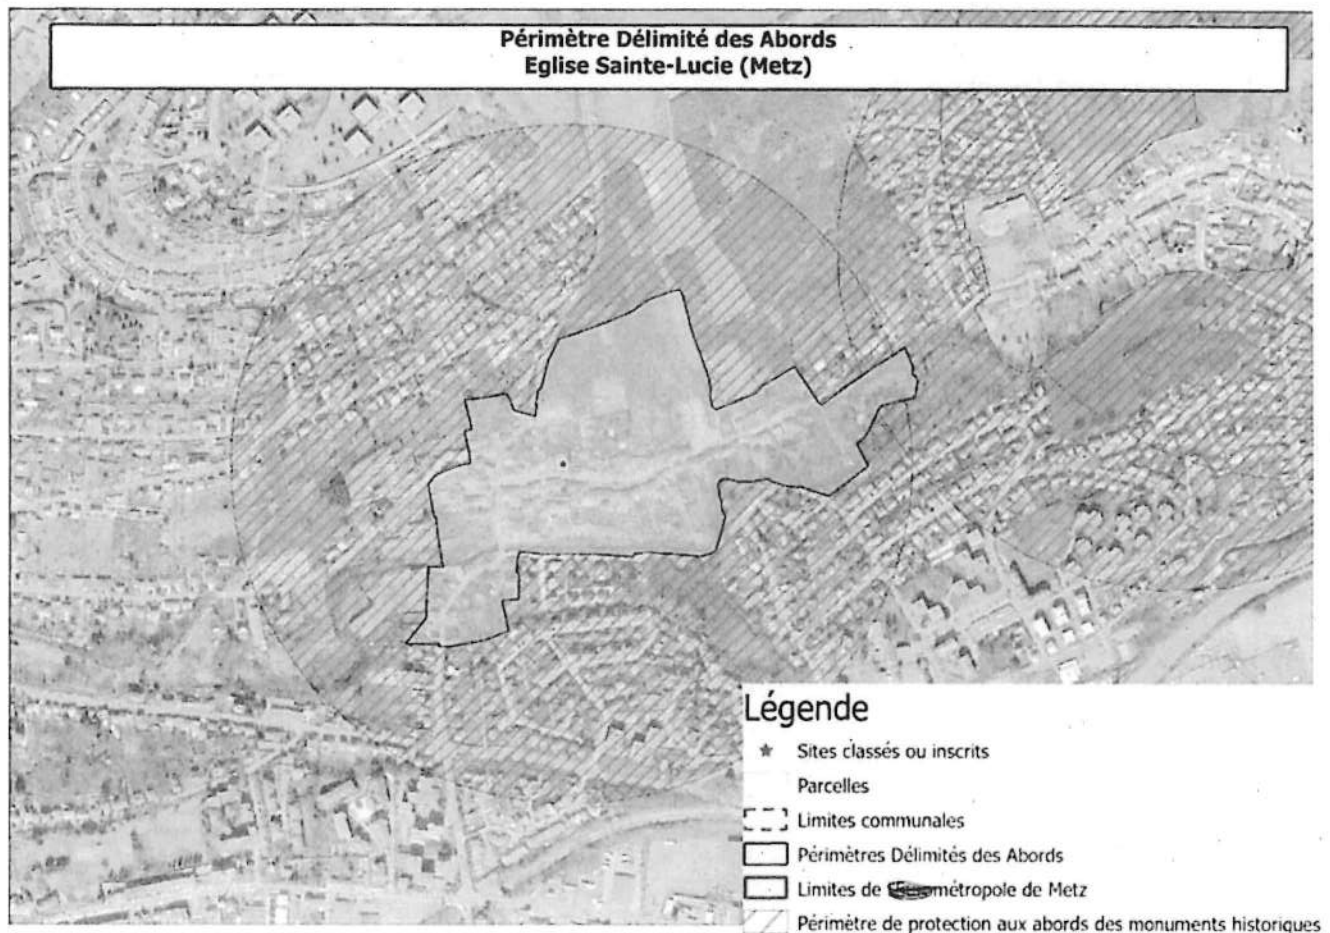 Périmètre Délimité des Abords
Eglise Sainte-Lucie (Metz)
Légende
Sites classés ou inscrits
Parcelles
Limites communales
Périmètres Délimités des Abords
Limites de métropole de Metz
Périmètre de protection aux abords des monuments historiques